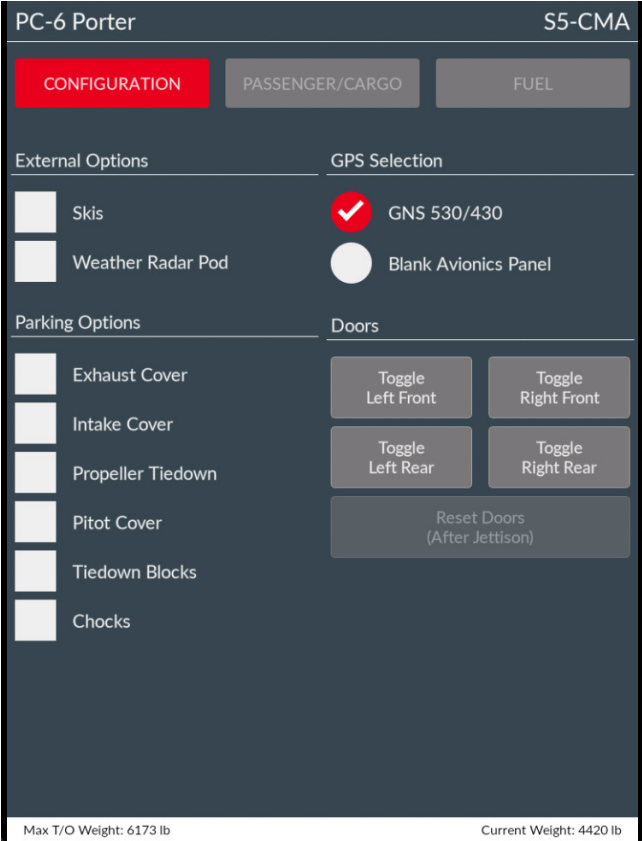 PC-6 Porter
S5-CMA
CONFIGURATION
PASSENGER/CARGO
FUEL
External Options
Skis
Weather Radar Pod
GPS Selection
GNS 530/430
Blank Avionics Panel
Parking Options
Exhaust Cover
Intake Cover
Propeller Tiedown
Pitot Cover
Tiedown Blocks
Chocks
Doors
Toggle
Left Front
Toggle
Right Front
Toggle
Left Rear
Toggle
Right Rear
Reset Doors
(After Jettison)
Max T/O Weight: 6173 lb
Current Weight: 4420 lb